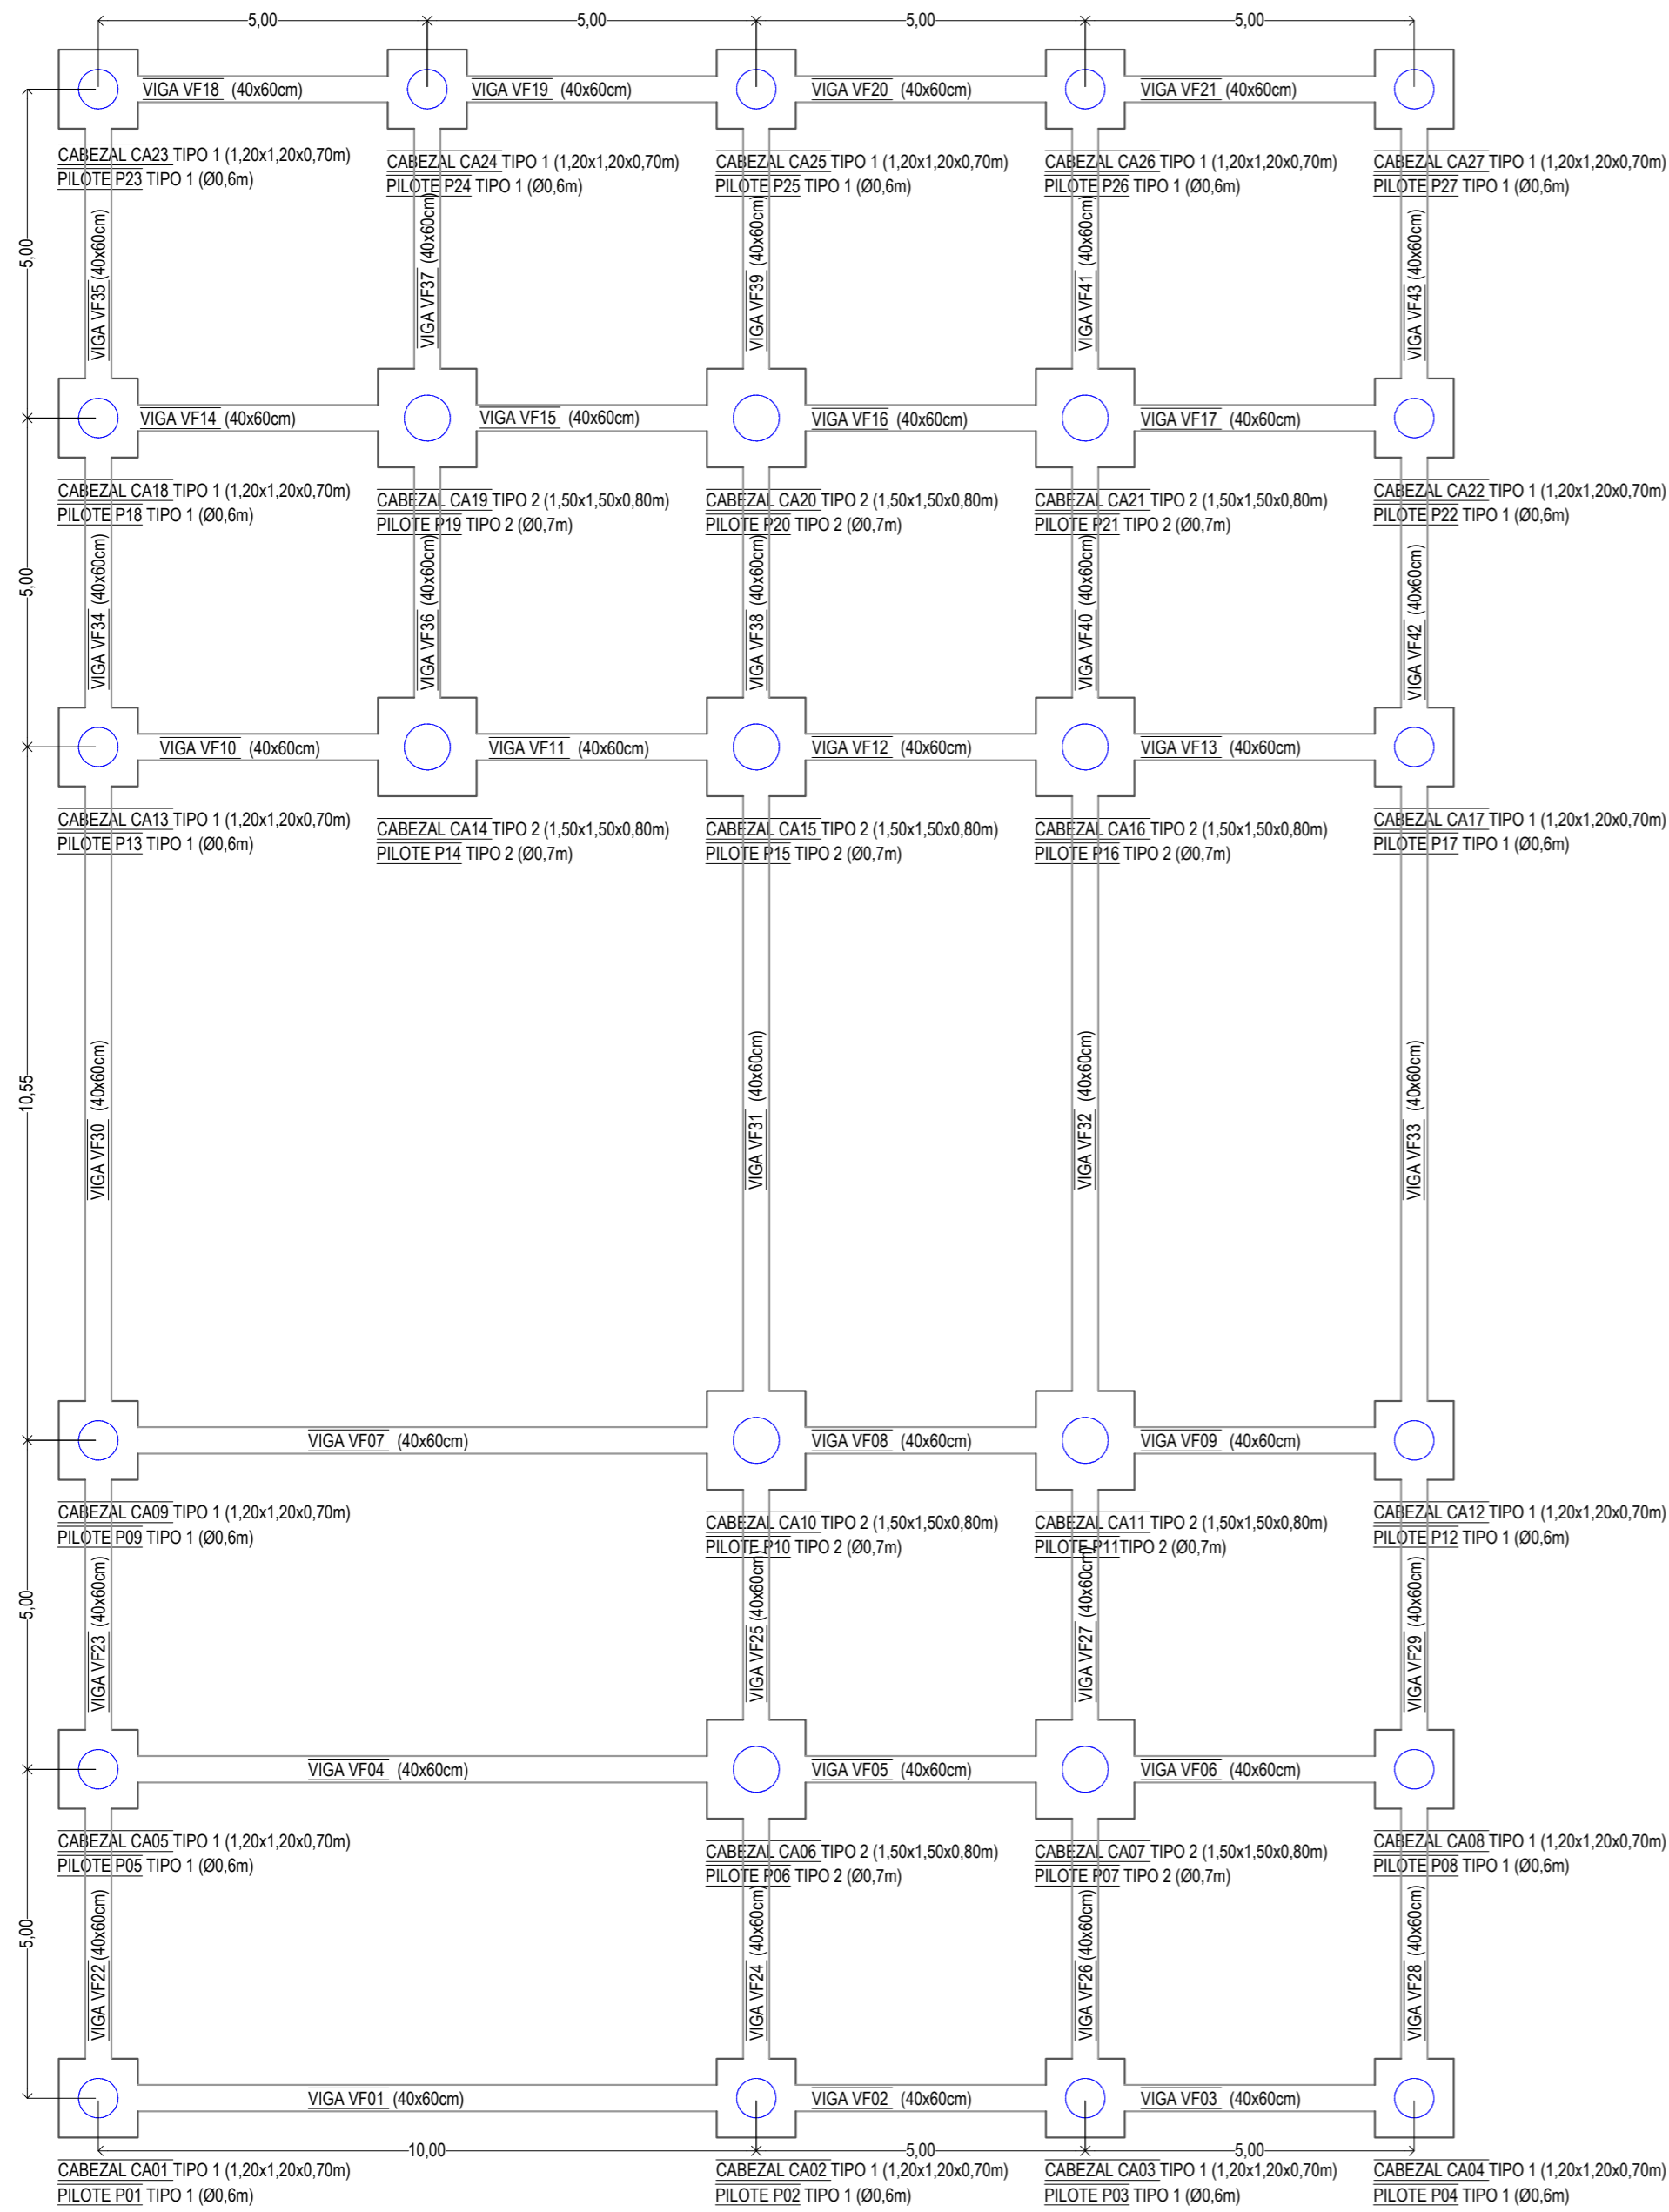 5,00 5,00 5,00 5,00
VIGA VF18 (40x60cm) VIGA VF19 (40x60cm) VIGA VF20 (40x60cm) VIGA VF21 (40x60cm)
CABEZAL CA23 TIPO 1 (1,20x1,20x0,70m)
PILOTE P23 TIPO 1 (Ø0,6m)
CABEZAL CA24 TIPO 1 (1,20x1,20x0,70m)
PILOTE P24 TIPO 1 (Ø0,6m)
CABEZAL CA25 TIPO 1 (1,20x1,20x0,70m)
PILOTE P25 TIPO 1 (Ø0,6m)
CABEZAL CA26 TIPO 1 (1,20x1,20x0,70m)
PILOTE P26 TIPO 1 (Ø0,6m)
CABEZAL CA27 TIPO 1 (1,20x1,20x0,70m)
PILOTE P27 TIPO 1 (Ø0,6m)
5,00
VIGA VF35 (40x60cm)
VIGA VF37 (40x60cm)
VIGA VF39 (40x60cm)
VIGA VF41 (40x60cm)
VIGA VF43 (40x60cm)
VIGA VF14 (40x60cm) VIGA VF15 (40x60cm) VIGA VF16 (40x60cm) VIGA VF17 (40x60cm)
CABEZAL CA18 TIPO 1 (1,20x1,20x0,70m)
PILOTE P18 TIPO 1 (Ø0,6m)
CABEZAL CA19 TIPO 2 (1,50x1,50x0,80m)
PILOTE P19 TIPO 2 (Ø0,7m)
CABEZAL CA20 TIPO 2 (1,50x1,50x0,80m)
PILOTE P20 TIPO 2 (Ø0,7m)
CABEZAL CA21 TIPO 2 (1,50x1,50x0,80m)
PILOTE P21 TIPO 2 (Ø0,7m)
CABEZAL CA22 TIPO 1 (1,20x1,20x0,70m)
PILOTE P22 TIPO 1 (Ø0,6m)
5,00
VIGA VF34 (40x60cm)
VIGA VF36 (40x60cm)
VIGA VF38 (40x60cm)
VIGA VF40 (40x60cm)
VIGA VF42 (40x60cm)
VIGA VF10 (40x60cm) VIGA VF11 (40x60cm) VIGA VF12 (40x60cm) VIGA VF13 (40x60cm)
CABEZAL CA13 TIPO 1 (1,20x1,20x0,70m)
PILOTE P13 TIPO 1 (Ø0,6m)
CABEZAL CA14 TIPO 2 (1,50x1,50x0,80m)
PILOTE P14 TIPO 2 (Ø0,7m)
CABEZAL CA15 TIPO 2 (1,50x1,50x0,80m)
PILOTE P15 TIPO 2 (Ø0,7m)
CABEZAL CA16 TIPO 2 (1,50x1,50x0,80m)
PILOTE P16 TIPO 2 (Ø0,7m)
CABEZAL CA17 TIPO 1 (1,20x1,20x0,70m)
PILOTE P17 TIPO 1 (Ø0,6m)
10,55
VIGA VF30 (40x60cm)
VIGA VF31 (40x60cm)
VIGA VF32 (40x60cm)
VIGA VF33 (40x60cm)
VIGA VF07 (40x60cm) VIGA VF08 (40x60cm) VIGA VF09 (40x60cm)
CABEZAL CA09 TIPO 1 (1,20x1,20x0,70m)
PILOTE P09 TIPO 1 (Ø0,6m)
CABEZAL CA10 TIPO 2 (1,50x1,50x0,80m)
PILOTE P10 TIPO 2 (Ø0,7m)
CABEZAL CA11 TIPO 2 (1,50x1,50x0,80m)
PILOTE P11TIPO 2 (Ø0,7m)
CABEZAL CA12 TIPO 1 (1,20x1,20x0,70m)
PILOTE P12 TIPO 1 (Ø0,6m)
5,00
VIGA VF23 (40x60cm)
VIGA VF25 (40x60cm)
VIGA VF27 (40x60cm)
VIGA VF29 (40x60cm)
VIGA VF04 (40x60cm) VIGA VF05 (40x60cm) VIGA VF06 (40x60cm)
CABEZAL CA05 TIPO 1 (1,20x1,20x0,70m)
PILOTE P05 TIPO 1 (Ø0,6m)
CABEZAL CA06 TIPO 2 (1,50x1,50x0,80m)
PILOTE P06 TIPO 2 (Ø0,7m)
CABEZAL CA07 TIPO 2 (1,50x1,50x0,80m)
PILOTE P07 TIPO 2 (Ø0,7m)
CABEZAL CA08 TIPO 1 (1,20x1,20x0,70m)
PILOTE P08 TIPO 1 (Ø0,6m)
5,00
VIGA VF22 (40x60cm)
VIGA VF24 (40x60cm)
VIGA VF26 (40x60cm)
VIGA VF28 (40x60cm)
VIGA VF01 (40x60cm) VIGA VF02 (40x60cm) VIGA VF03 (40x60cm)
10,00 5,00 5,00
CABEZAL CA01 TIPO 1 (1,20x1,20x0,70m)
PILOTE P01 TIPO 1 (Ø0,6m)
CABEZAL CA02 TIPO 1 (1,20x1,20x0,70m)
PILOTE P02 TIPO 1 (Ø0,6m)
CABEZAL CA03 TIPO 1 (1,20x1,20x0,70m)
PILOTE P03 TIPO 1 (Ø0,6m)
CABEZAL CA04 TIPO 1 (1,20x1,20x0,70m)
PILOTE P04 TIPO 1 (Ø0,6m)